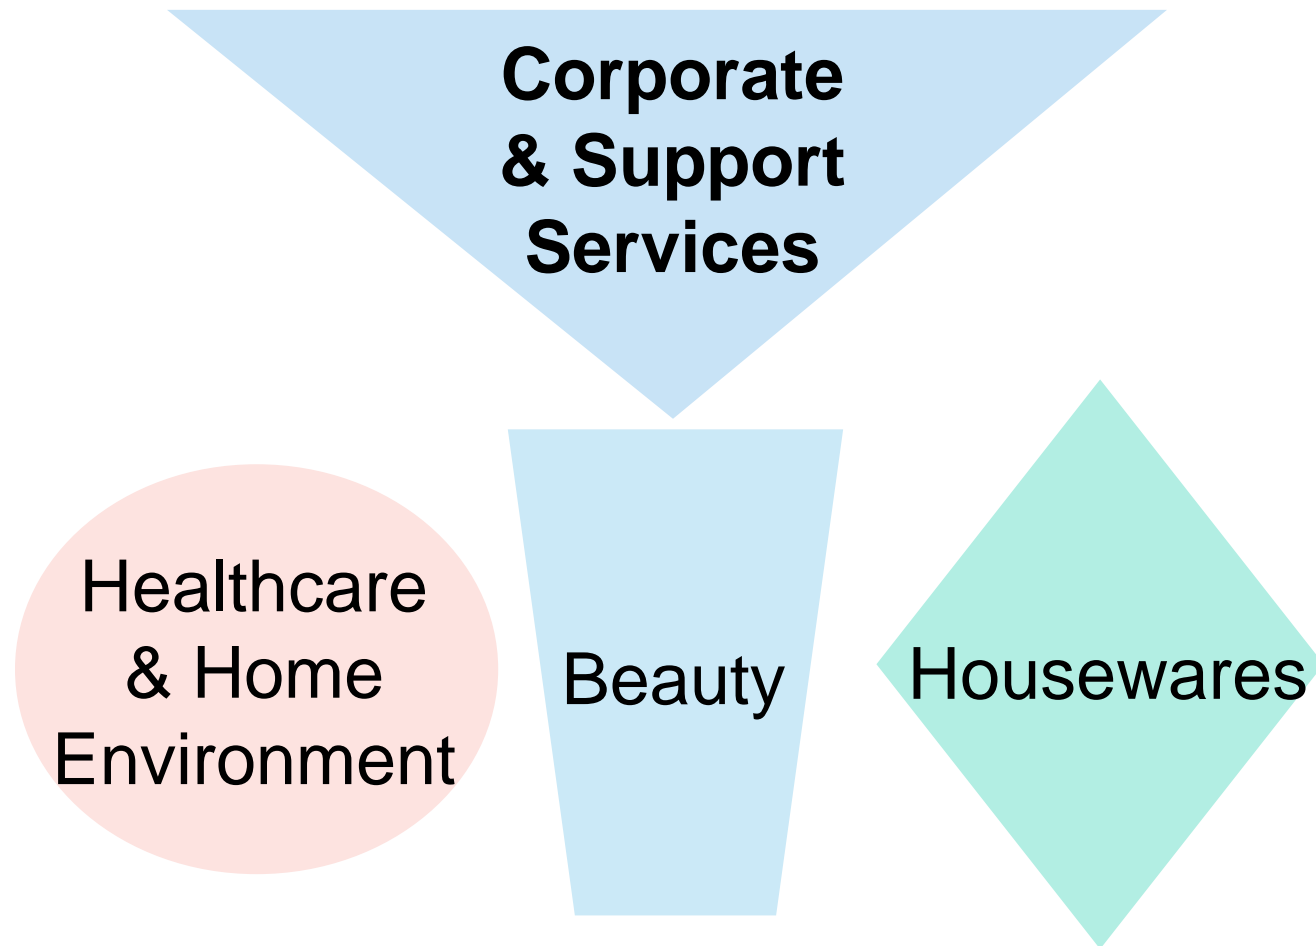 Corporate
& Support
Services
Healthcare
& Home
Environment
Beauty
Housewares